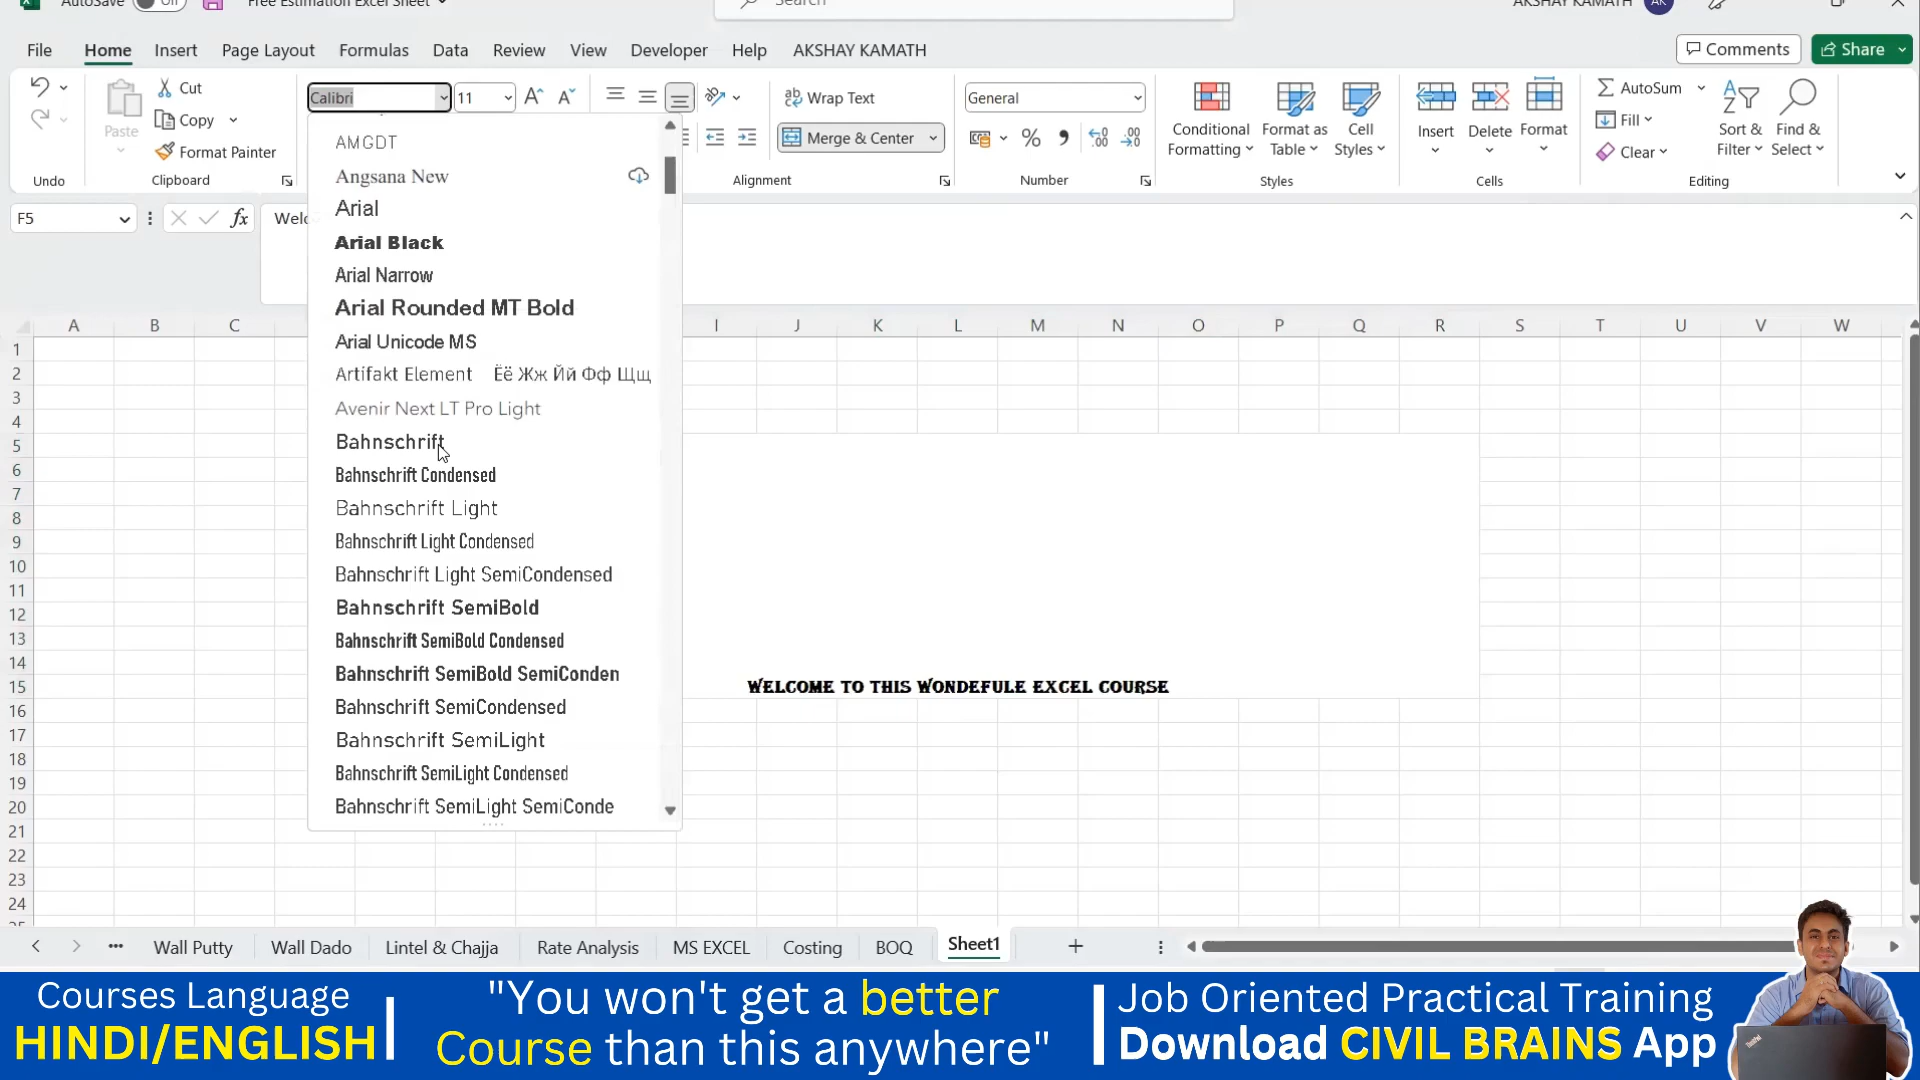 AutoSave Off Free Estimation Excel Sheet Search AKSHAY KAMATH AK
File Home Insert Page Layout Formulas Data Review View Developer Help AKSHAY KAMATH Comments Share
Calibri 11
Paste
Cut
Copy
Format Painter
Wrap Text
Merge & Center
General
Conditional Formatting
Format as Table
Cell Styles
Insert Delete Format
AutoSum
Fill
Clear
Sort & Filter
Find & Select
Undo Clipboard Alignment Number Styles Cells Editing
F5 fx Welc
AMGDT
Angsana New
Arial
Arial Black
Arial Narrow
Arial Rounded MT Bold
Arial Unicode MS
Artifakt Element Ёё Жж Йй Фф Щщ
Avenir Next LT Pro Light
Bahnschrift
Bahnschrift Condensed
Bahnschrift Light
Bahnschrift Light Condensed
Bahnschrift Light SemiCondensed
Bahnschrift SemiBold
Bahnschrift SemiBold Condensed
Bahnschrift SemiBold SemiConden
Bahnschrift SemiCondensed
Bahnschrift SemiLight
Bahnschrift SemiLight Condensed
Bahnschrift SemiLight SemiConde
A B C I J K L M N O P Q R S T U V W
1
2
3
4
5
6
7
8
9
10
11
12
13
14
15
16
17
18
19
20
21
22
23
24
WELCOME TO THIS WONDEFULE EXCEL COURSE
Wall Putty Wall Dado Lintel & Chajja Rate Analysis MS EXCEL Costing BOQ Sheet1
Courses Language
HINDI/ENGLISH
"You won't get a better
Course than this anywhere"
Job Oriented Practical Training
Download CIVIL BRAINS App